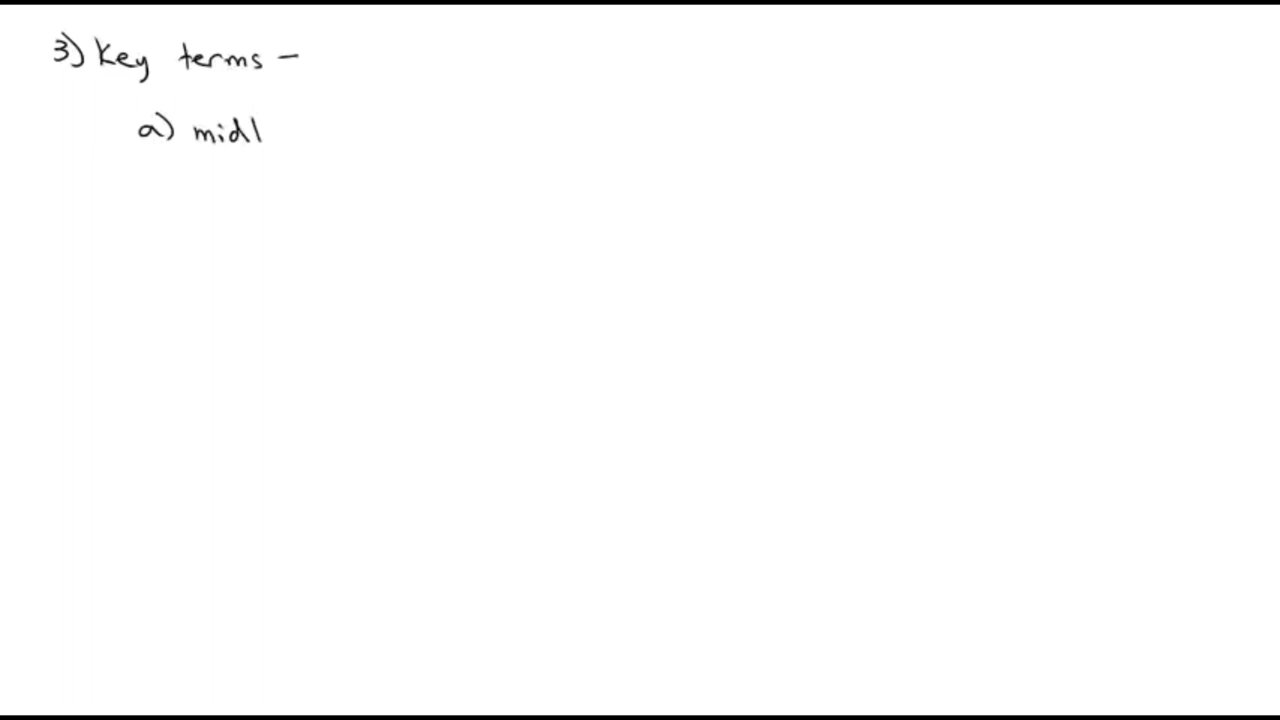 3) Key terms –
a) midl